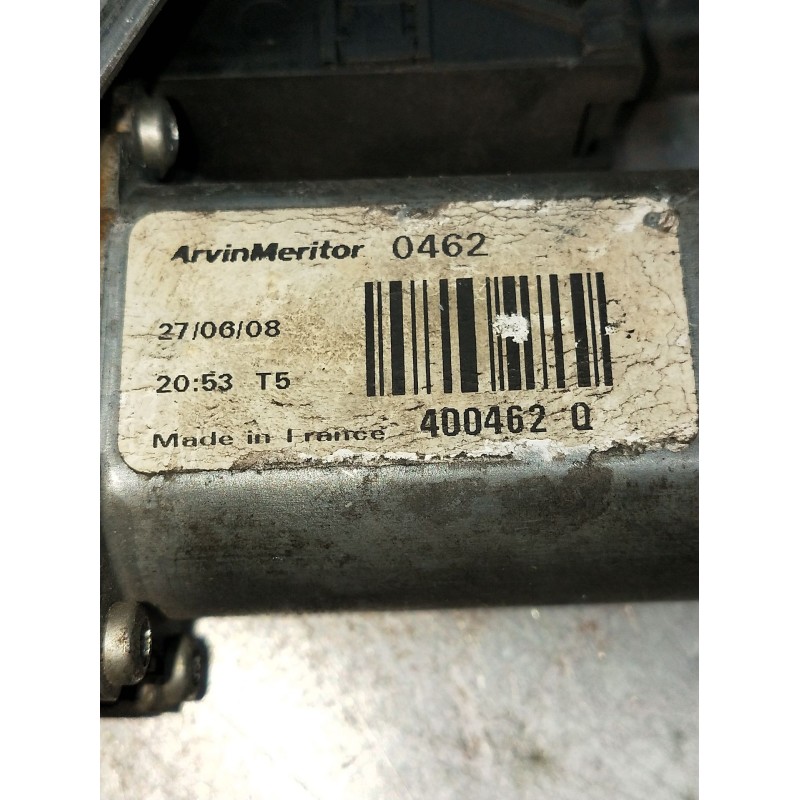 ArvinMeritor 0462
27/06/08
20:53 T5
Made in France 400462 Q